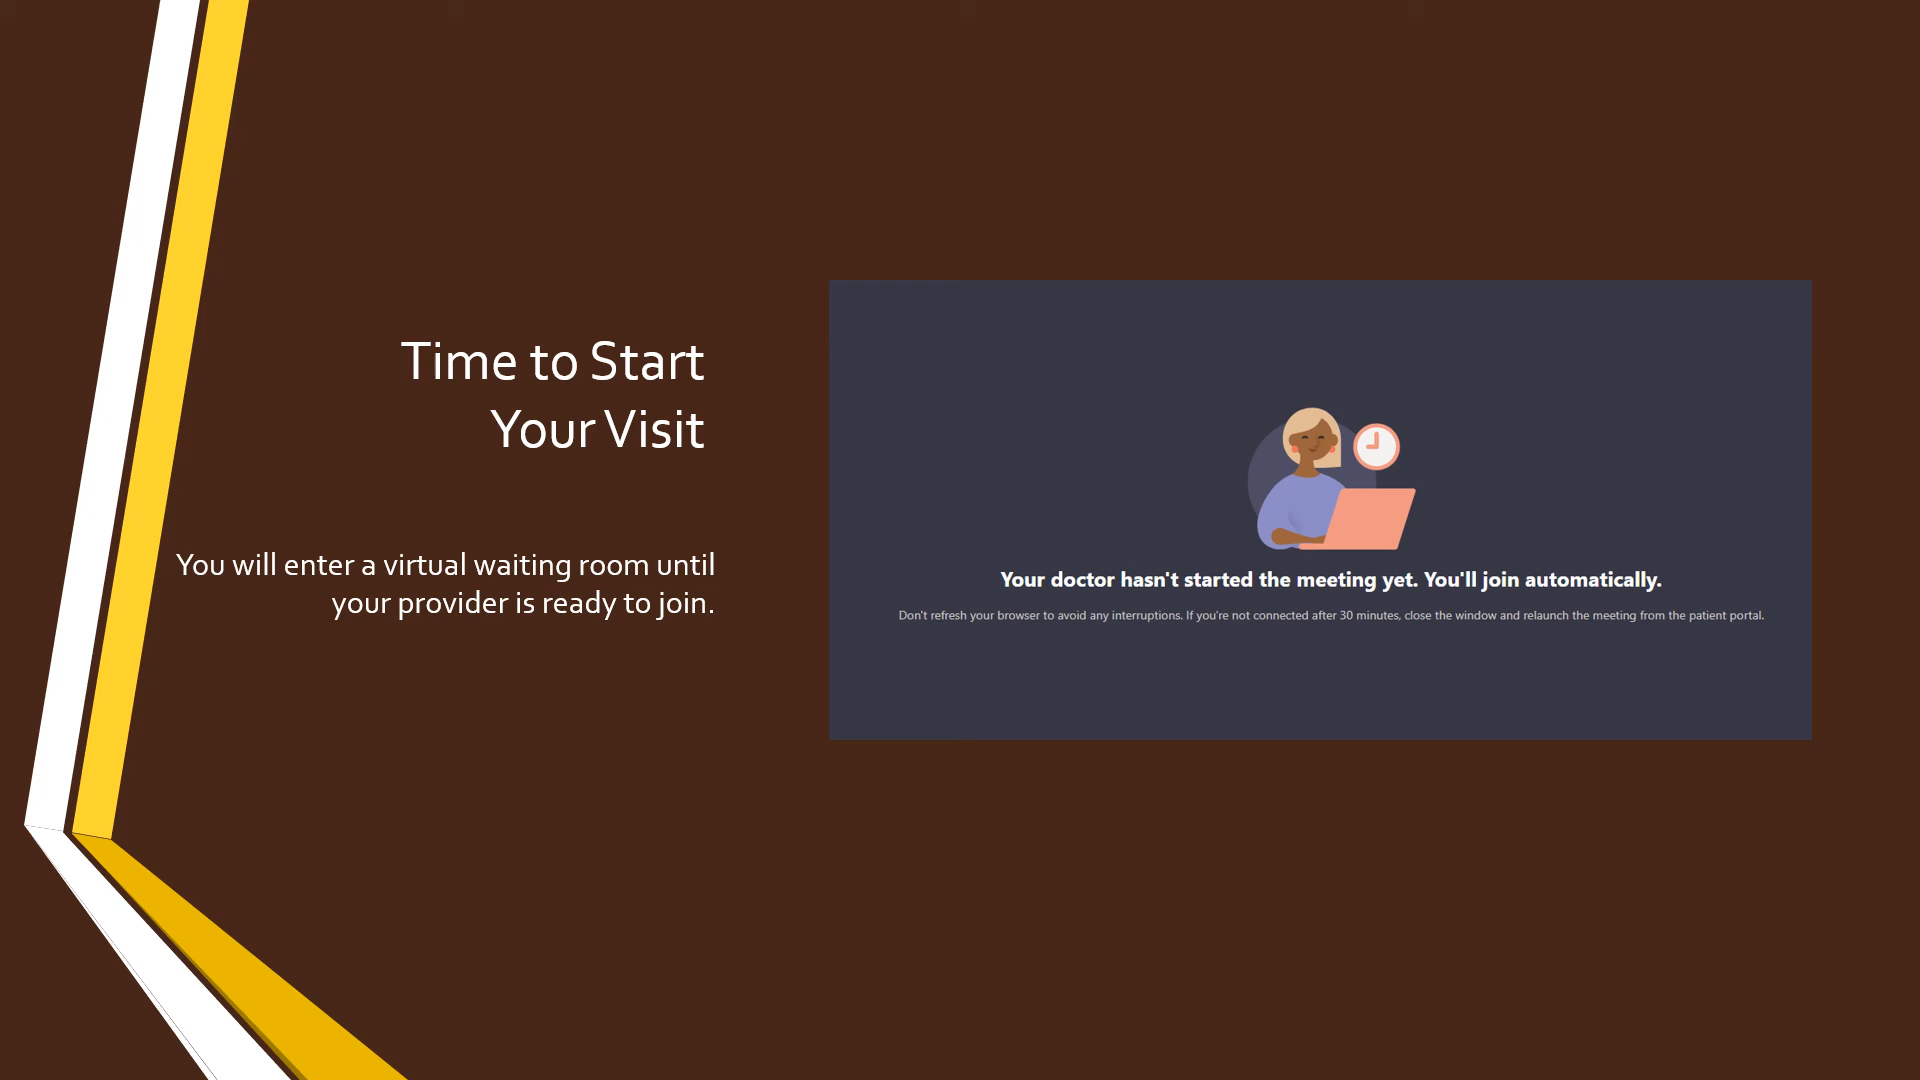 Time to Start
Your Visit
You will enter a virtual waiting room until
your provider is ready to join.
Your doctor hasn't started the meeting yet. You'll join automatically.
Don't refresh your browser to avoid any interruptions. If you're not connected after 30 minutes, close the window and relaunch the meeting from the patient portal.